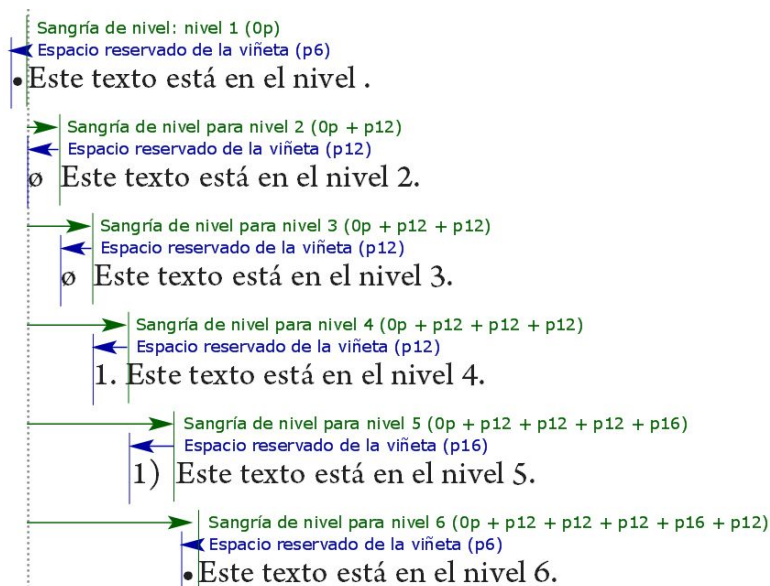 Sangría de nivel: nivel 1 (0p)
Espacio reservado de la viñeta (p6)
•Este texto está en el nivel .
Sangría de nivel para nivel 2 (0p + p12)
Espacio reservado de la viñeta (p12)
ø Este texto está en el nivel 2.
Sangría de nivel para nivel 3 (0p + p12 + p12)
Espacio reservado de la viñeta (p12)
ø Este texto está en el nivel 3.
Sangría de nivel para nivel 4 (0p + p12 + p12 + p12)
Espacio reservado de la viñeta (p12)
1. Este texto está en el nivel 4.
Sangría de nivel para nivel 5 (0p + p12 + p12 + p12 + p16)
Espacio reservado de la viñeta (p16)
1) Este texto está en el nivel 5.
Sangría de nivel para nivel 6 (0p + p12 + p12 + p12 + p16 + p12)
Espacio reservado de la viñeta (p6)
•Este texto está en el nivel 6.